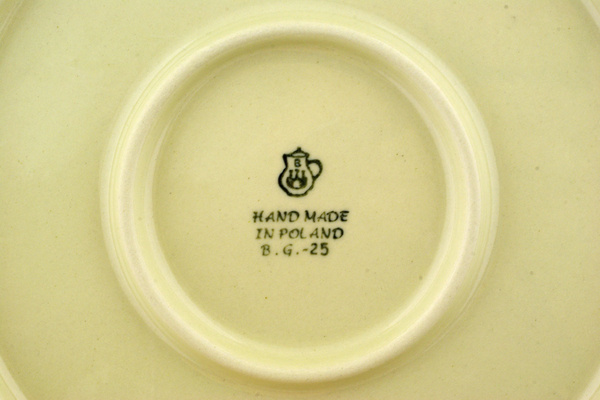 B
HAND MADE
IN POLAND
B.G.-25